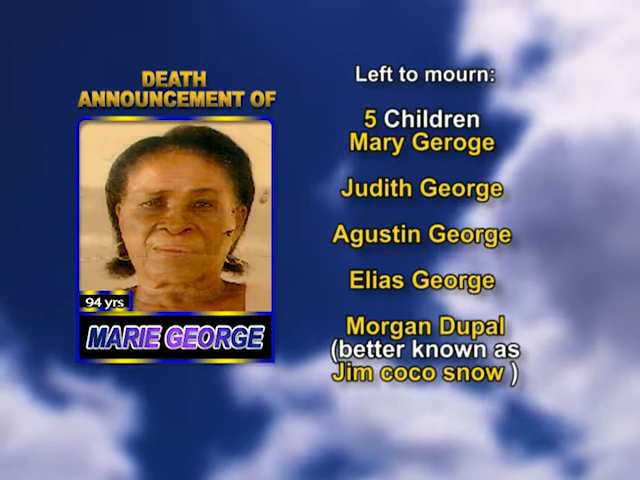 DEATH
ANNOUNCEMENT OF
94 yrs
MARIE GEORGE
Left to mourn:
5 Children
Mary Geroge
Judith George
Agustin George
Elias George
Morgan Dupal
(better known as
Jim coco snow )